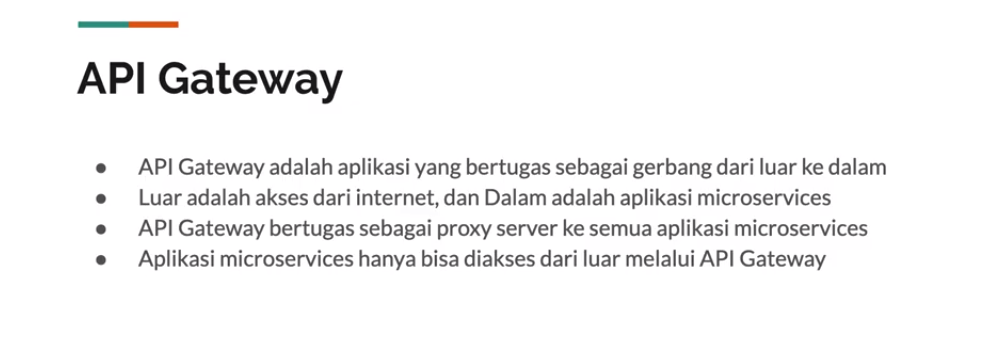 API Gateway
● API Gateway adalah aplikasi yang bertugas sebagai gerbang dari luar ke dalam
● Luar adalah akses dari internet, dan Dalam adalah aplikasi microservices
● API Gateway bertugas sebagai proxy server ke semua aplikasi microservices
● Aplikasi microservices hanya bisa diakses dari luar melalui API Gateway